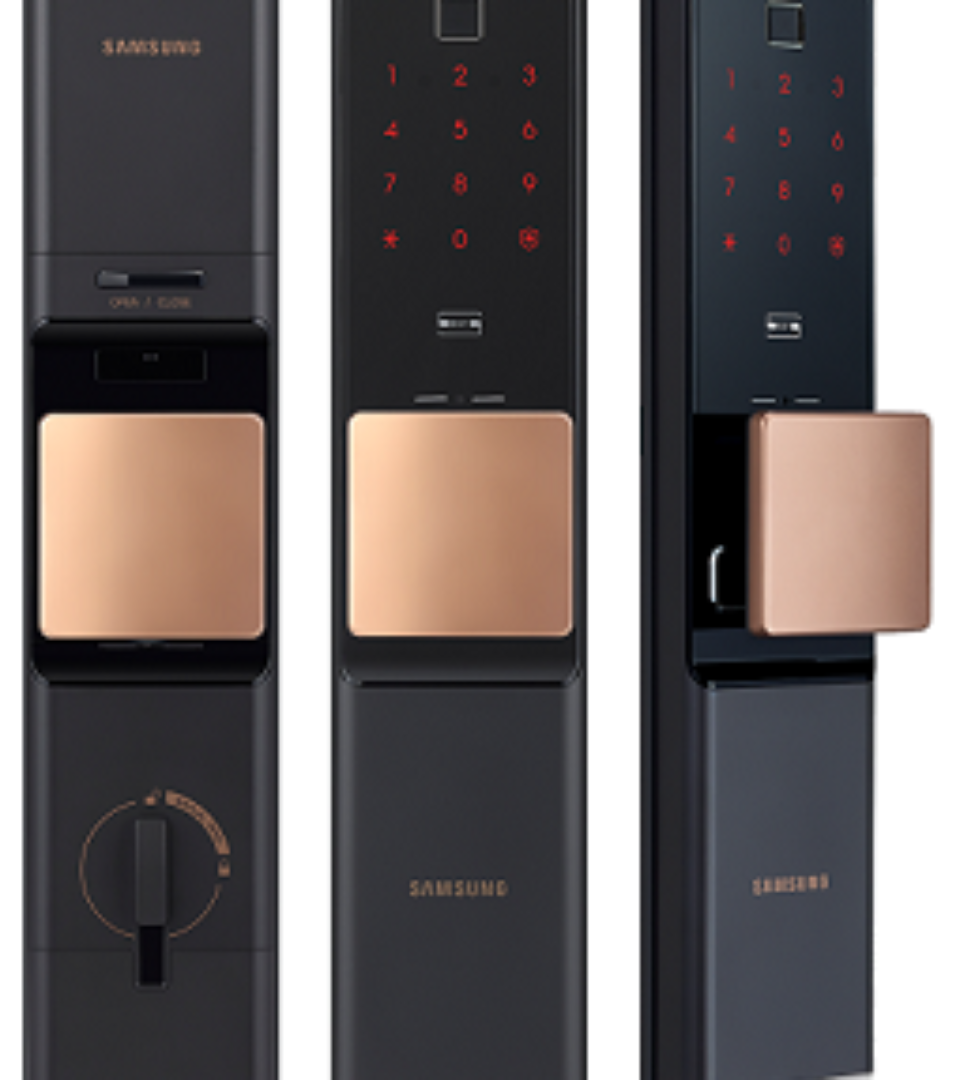 SAMSUNG
OPEN / CLOSE
1 2 3
4 5 6
7 8 9
* 0
SAMSUNG
1 2 3
4 5 6
7 8 9
* 0
SAMSUNG